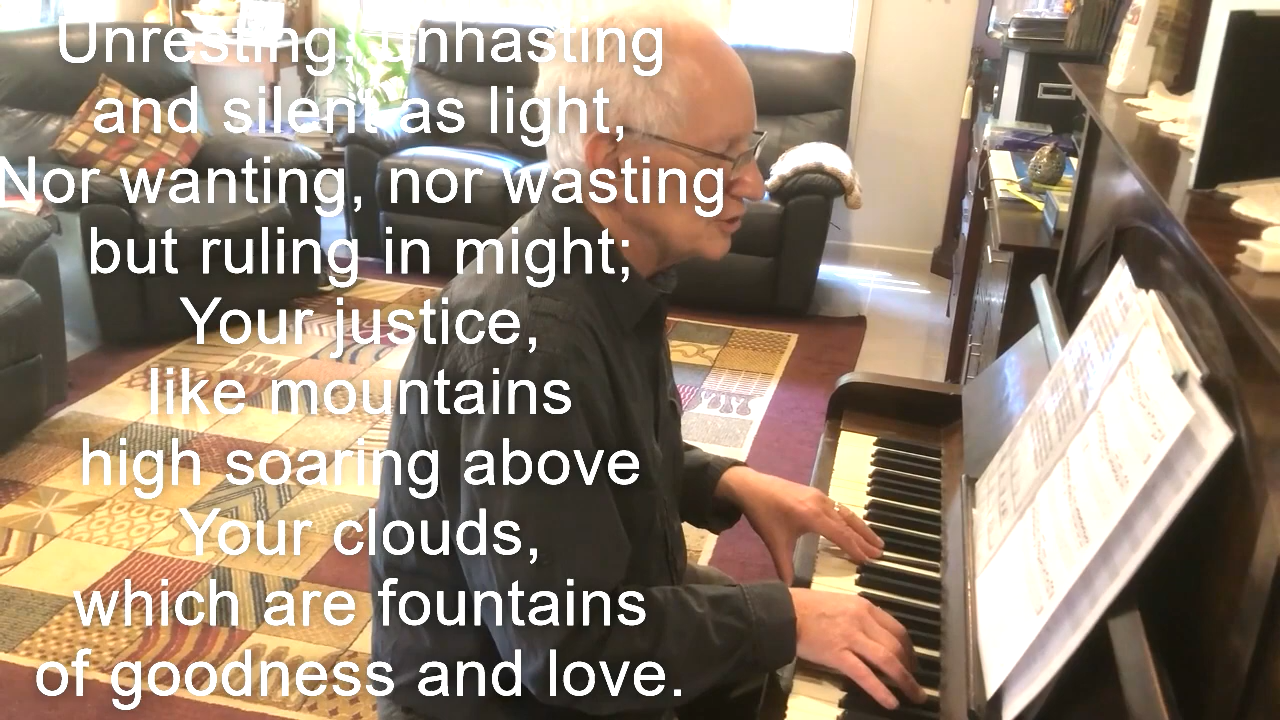 Unresting, unhasting
and silent as light,
Nor wanting, nor wasting
but ruling in might;
Your justice,
like mountains
high soaring above
Your clouds,
which are fountains
of goodness and love.